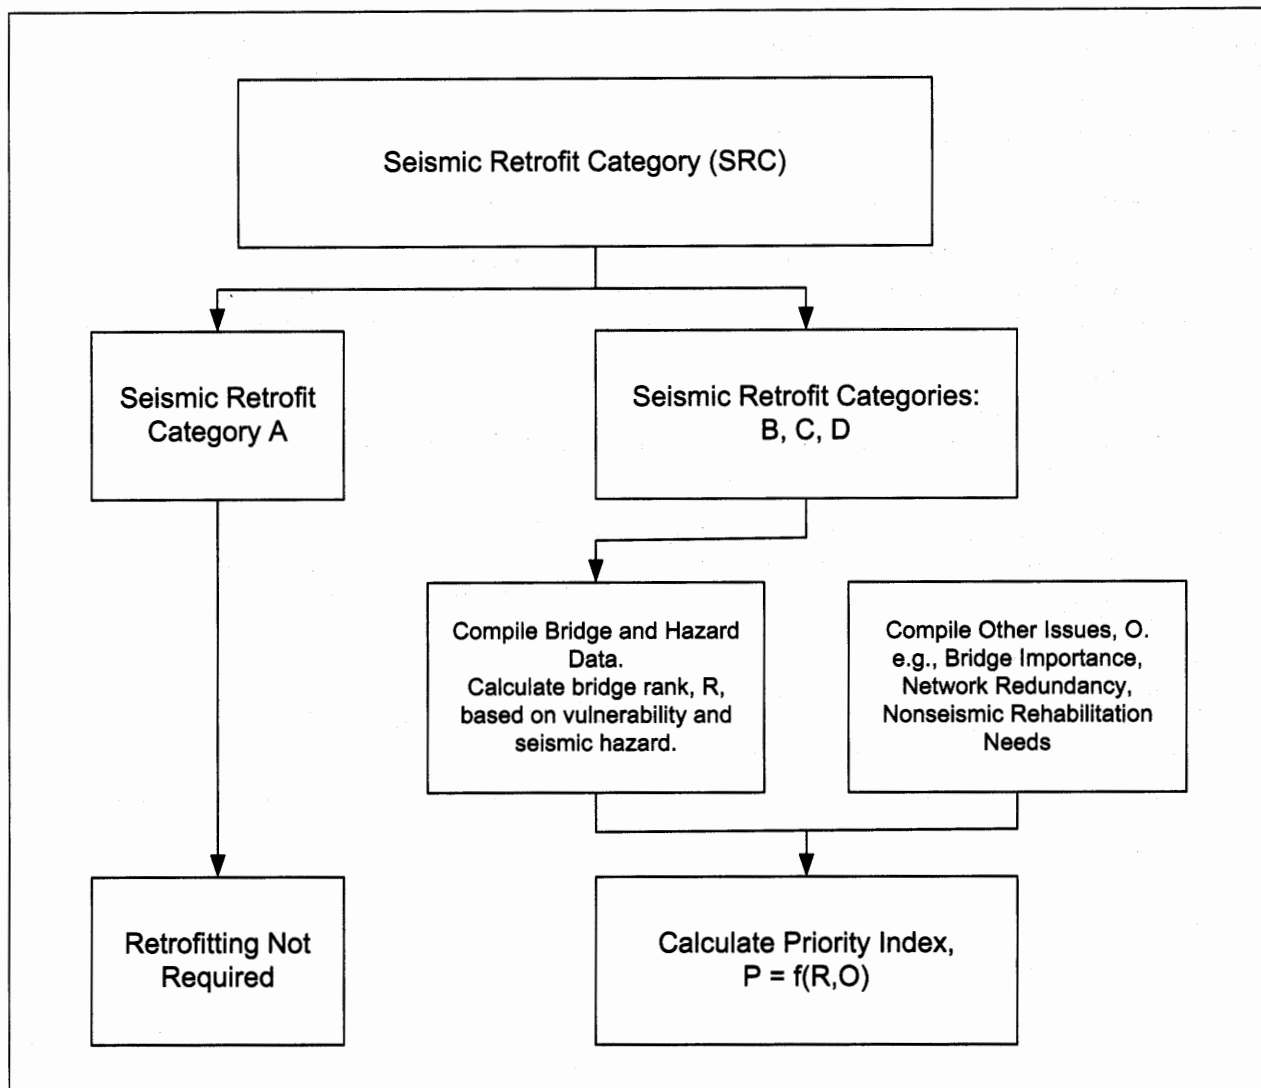 Seismic Retrofit Category (SRC)
Seismic Retrofit
Category A
Seismic Retrofit Categories:
B, C, D
Compile Bridge and Hazard
Data.
Calculate bridge rank, R,
based on vulnerability and
seismic hazard.
Compile Other Issues, O.
e.g., Bridge Importance,
Network Redundancy,
Nonseismic Rehabilitation
Needs
Retrofitting Not
Required
Calculate Priority Index,
P = f(R,O)